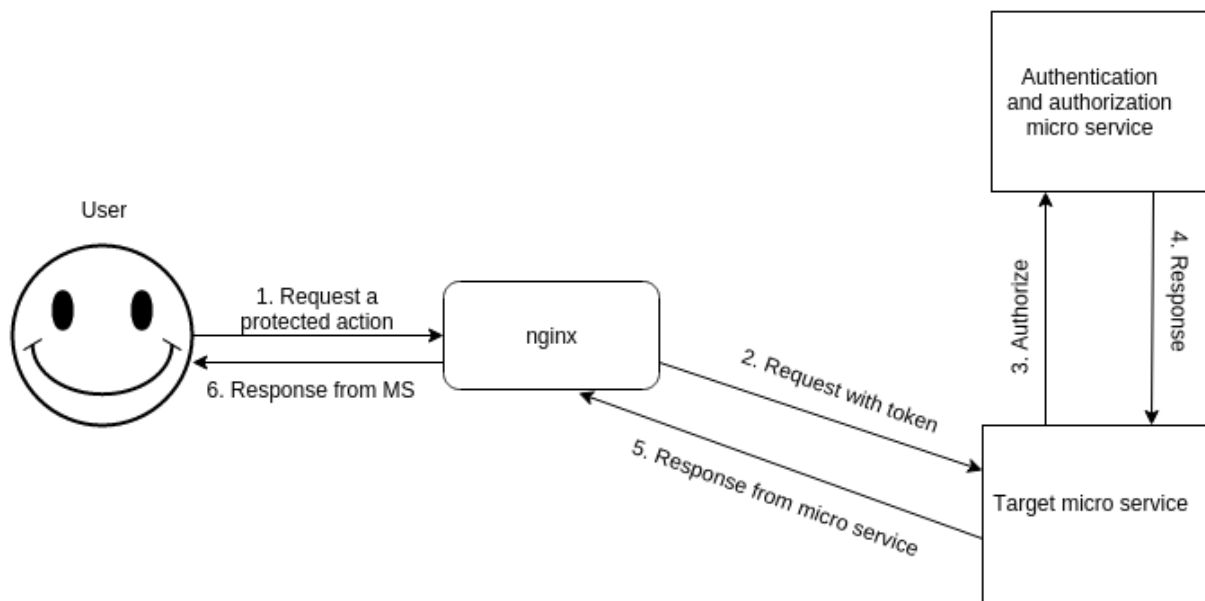 Authentication
and authorization
micro service
User
1. Request a
protected action
nginx
6. Response from MS
2. Request with token
5. Response from micro service
3. Authorize
4. Response
Target micro service